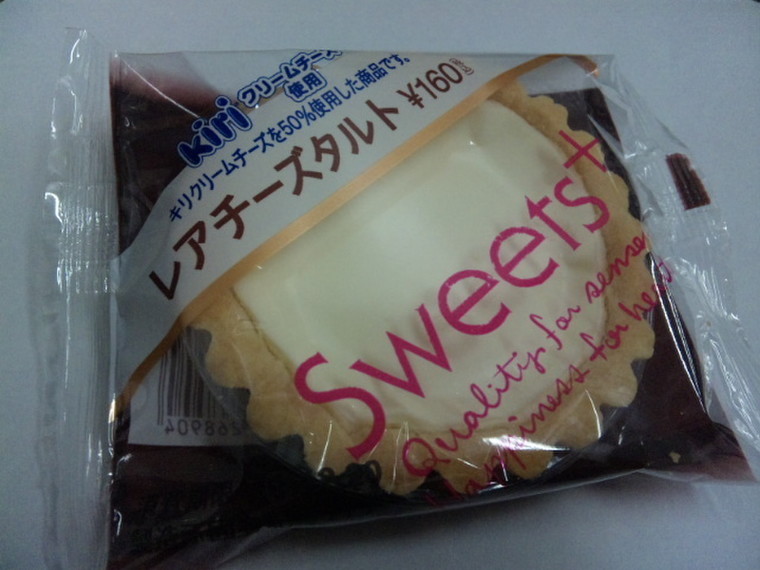 kiri クリームチーズ
使用
キリクリームチーズを50%使用した商品です。
レアチーズタルト ¥160
Sweets+
Quality for sense
Happiness for heart
268904